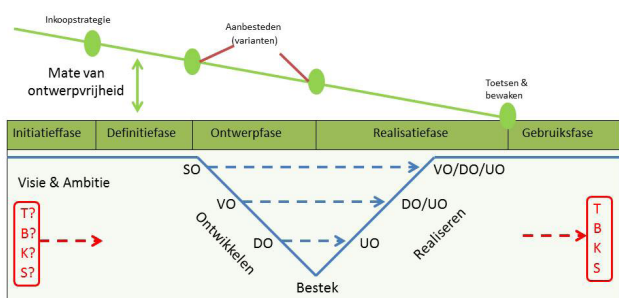 Inkoopstrategie
Aanbesteden
(varianten)
Mate van
ontwerpvrijheid
Toetsen &
bewaken
Initiatieffase Definitiefase Ontwerpfase Realisatiefase Gebruiksfase
SO VO/DO/UO
Visie & Ambitie
T?
B?
K?
S?
VO DO/UO
DO UO
Ontwikkelen
Realiseren
Bestek
T
B
K
S